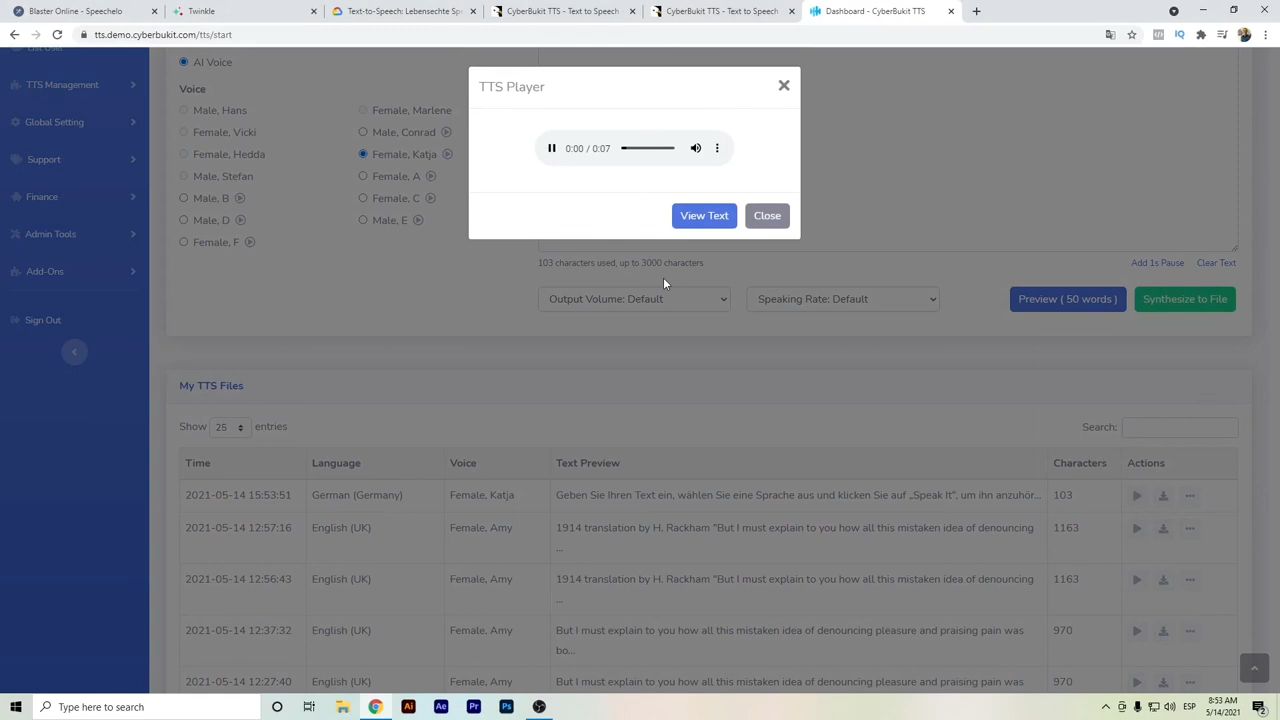 Blaster Online - Spechelo
Twinkle
Text-to-Speech: Lebensechte Sp
CyberBukit TTS - Text to Speech
CyberBukit TTS - Text to Speech
Dashboard - CyberBukit TTS
tts.demo.cyberbukit.com/tts/start
TTS Management
Global Setting
Support
Finance
Admin Tools
Add-Ons
Sign Out
AI Voice
Voice
Male, Hans
Female, Marlene
Female, Vicki
Male, Conrad
Female, Hedda
Female, Katja
Male, Stefan
Female, A
Male, B
Female, C
Male, D
Male, E
Female, F
TTS Player
0:00 / 0:07
View Text
Close
103 characters used, up to 3000 characters
Add 1s Pause
Clear Text
Output Volume: Default
Speaking Rate: Default
Preview ( 50 words )
Synthesize to File
My TTS Files
Show 25 entries
Search:
Time Language Voice Text Preview Characters Actions
2021-05-14 15:53:51 German (Germany) Female, Katja Geben Sie Ihren Text ein, wählen Sie eine Sprache aus und klicken Sie auf „Speak It", um ihn anzuhör... 103
2021-05-14 12:57:16 English (UK) Female, Amy 1914 translation by H. Rackham "But I must explain to you how all this mistaken idea of denouncing 1163
...
2021-05-14 12:56:43 English (UK) Female, Amy 1914 translation by H. Rackham "But I must explain to you how all this mistaken idea of denouncing 1163
...
2021-05-14 12:37:32 English (UK) Female, Amy But I must explain to you how all this mistaken idea of denouncing pleasure and praising pain was 970
bo...
2021-05-14 12:27:40 English (UK) Female, Amy But I must explain to you how all this mistaken idea of denouncing pleasure and praising pain was 970
Type here to search
Ai
Ae
Pr
Ps
ESP
8:53 AM
5/14/2021
2